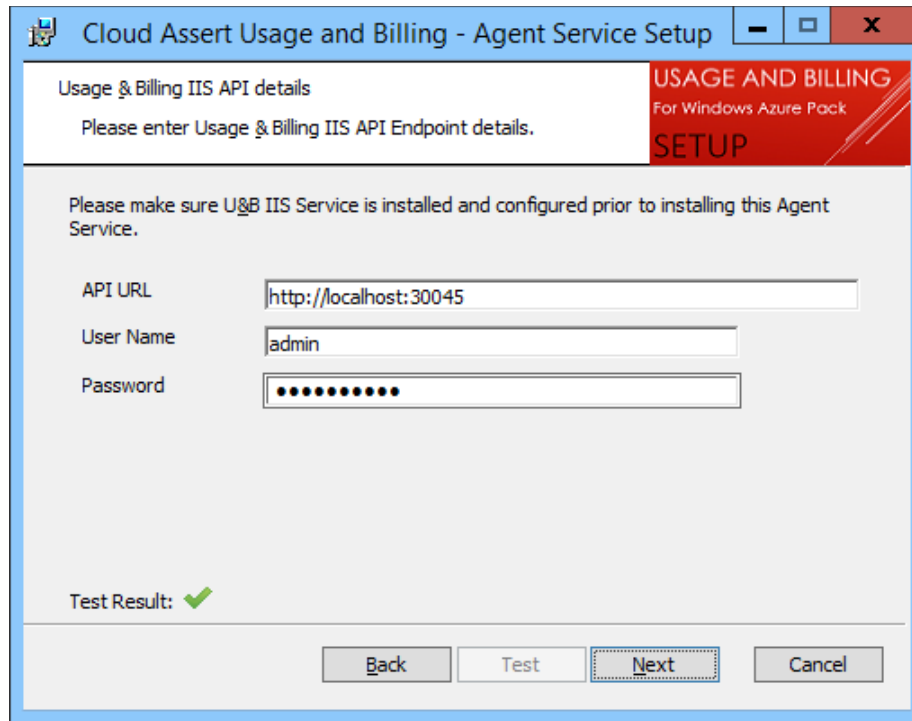 Cloud Assert Usage and Billing - Agent Service Setup
Usage & Billing IIS API details
Please enter Usage & Billing IIS API Endpoint details.
USAGE AND BILLING
For Windows Azure Pack
SETUP
Please make sure U&B IIS Service is installed and configured prior to installing this Agent
Service.
API URL
http://localhost:30045
User Name
admin
Password
●●●●●●●●●●
Test Result:
Back
Test
Next
Cancel